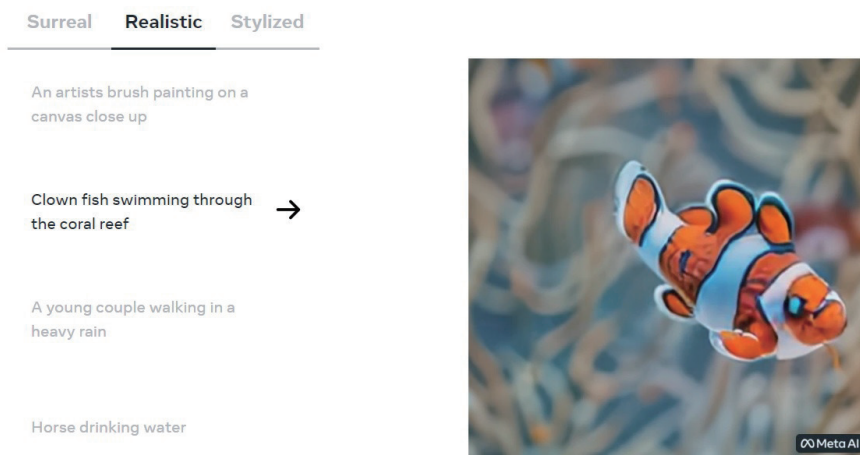 Surreal Realistic Stylized
An artists brush painting on a
canvas close up
Clown fish swimming through
the coral reef
A young couple walking in a
heavy rain
Horse drinking water
Meta AI